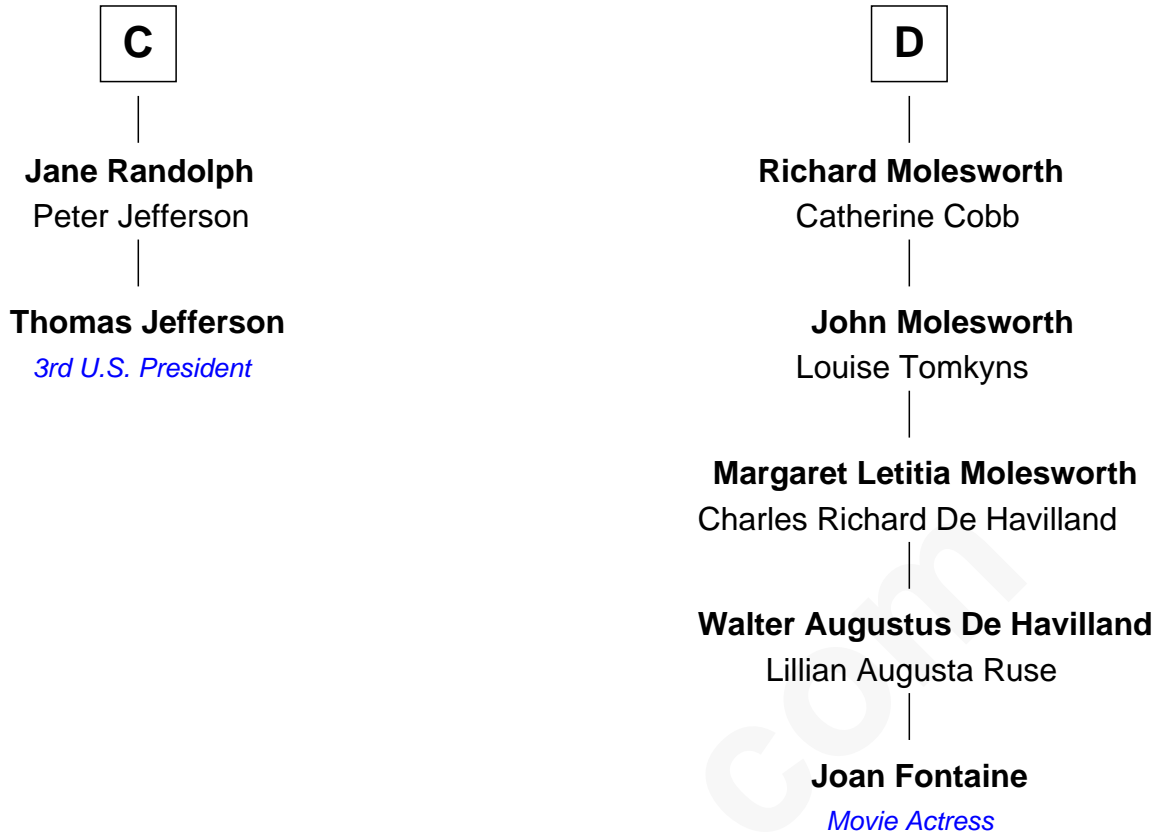 C
Jane Randolph
Peter Jefferson
Thomas Jefferson
3rd U.S. President
D
Richard Molesworth
Catherine Cobb
John Molesworth
Louise Tomkyns
Margaret Letitia Molesworth
Charles Richard De Havilland
Walter Augustus De Havilland
Lillian Augusta Ruse
Joan Fontaine
Movie Actress
com